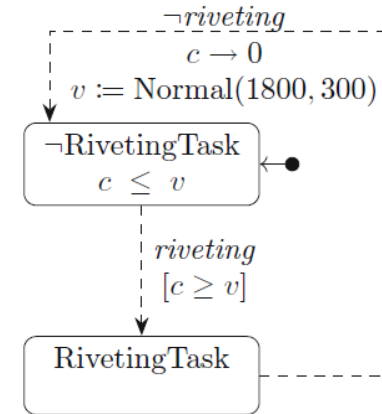 ¬riveting
c → 0
v := Normal(1800, 300)
¬RivetingTask
c ≤ v
riveting
[c ≥ v]
RivetingTask